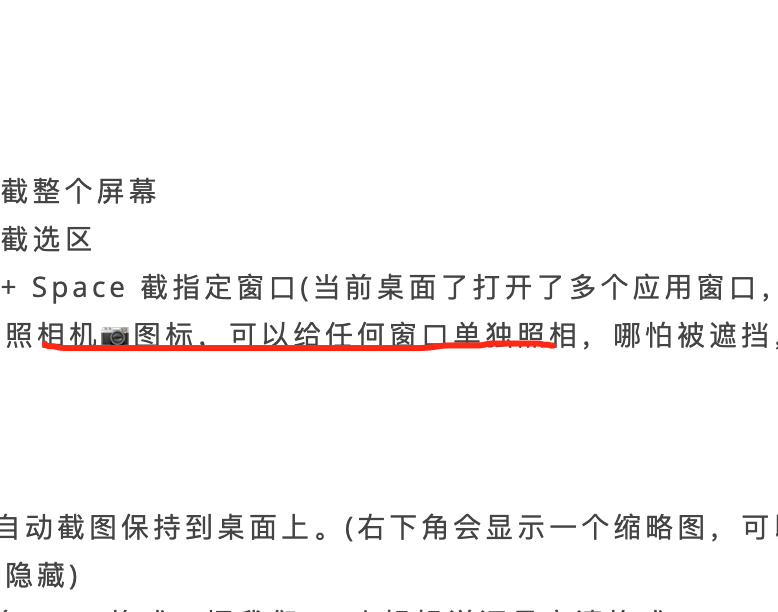 截整个屏幕
截选区
+ Space 截指定窗口(当前桌面了打开了多个应用窗口,
照相机📷图标，可以给任何窗口单独照相，哪怕被遮挡，
自动截图保持到桌面上。(右下角会显示一个缩略图，可
隐藏)